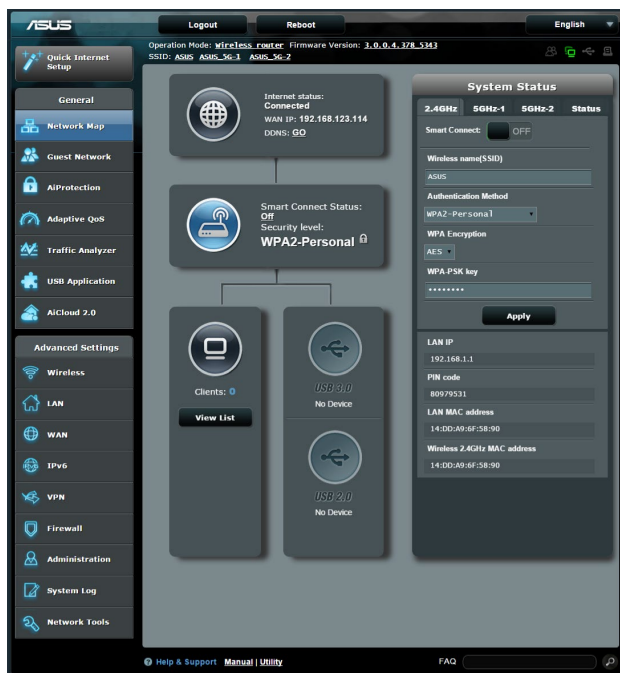 ASUS
Logout
Reboot
English
Operation Mode: Wireless router Firmware Version: 3.0.0.4.378_5343
SSID: ASUS ASUS_5G-1 ASUS_5G-2
Quick Internet
Setup
General
Network Map
Guest Network
AiProtection
Adaptive QoS
Traffic Analyzer
USB Application
AiCloud 2.0
Advanced Settings
Wireless
LAN
WAN
IPv6
VPN
Firewall
Administration
System Log
Network Tools
Internet status:
Connected
WAN IP: 192.168.123.114
DDNS: GO
Smart Connect Status:
Off
Security level:
WPA2-Personal
Clients: 0
View List
USB 3.0
No Device
USB 2.0
No Device
System Status
2.4GHz 5GHz-1 5GHz-2 Status
Smart Connect: OFF
Wireless name(SSID)
ASUS
Authentication Method
WPA2-Personal
WPA Encryption
AES
WPA-PSK key
••••••••
Apply
LAN IP
192.168.1.1
PIN code
80979531
LAN MAC
address
14:DD:A9:6F:58:90
Wireless 2.4GHz MAC address
14:DD:A9:6F:58:90
Help & Support Manual | Utility
FAQ